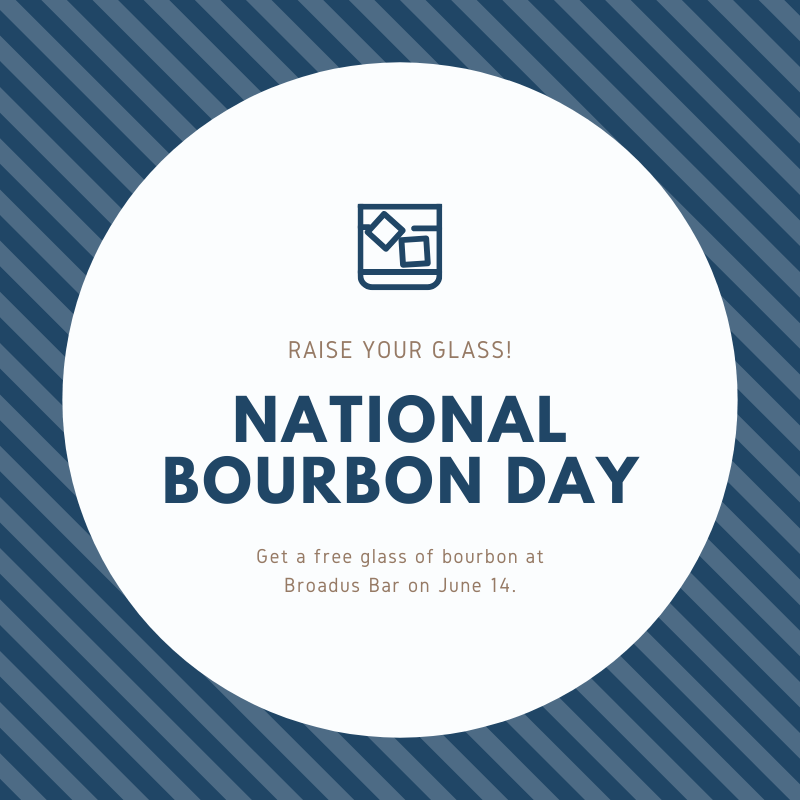 RAISE YOUR GLASS!
NATIONAL
BOURBON DAY
Get a free glass of bourbon at
Broadus Bar on June 14.